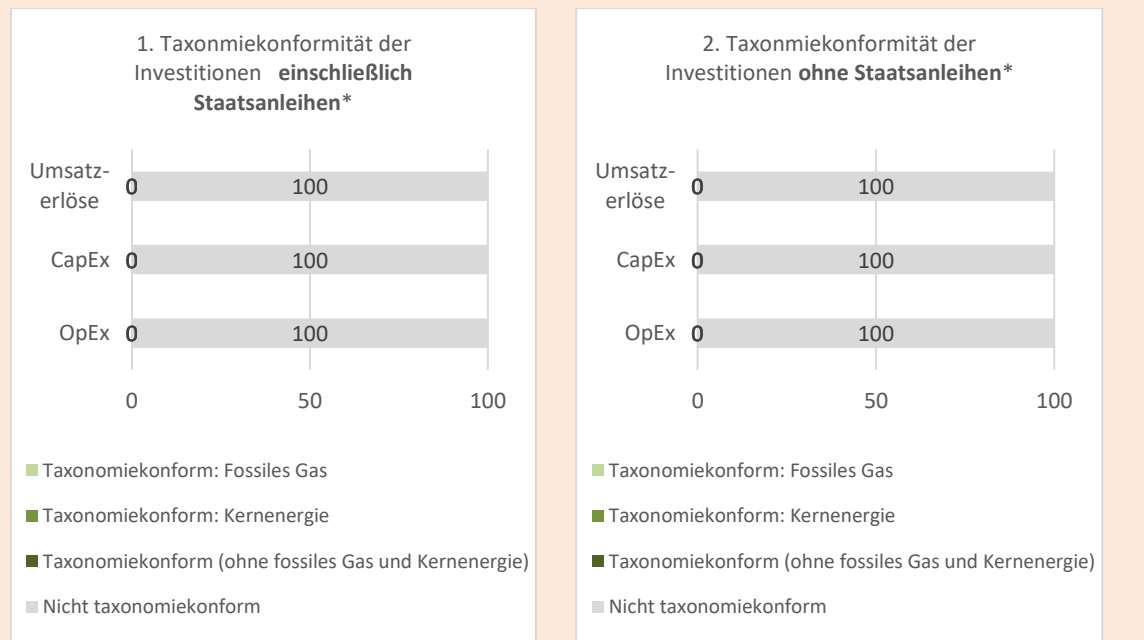 1. Taxonmiekonformität der
Investitionen einschließlich
Staatsanleihen*
Umsatz-
erlöse
0
100
CapEx
0
100
OpEx
0
100
0
50
100
Taxonomiekonform: Fossiles Gas
Taxonomiekonform: Kernenergie
Taxonomiekonform (ohne fossiles Gas und Kernenergie)
Nicht taxonomiekonform
2. Taxonmiekonformität der
Investitionen ohne Staatsanleihen*
Umsatz-
erlöse
0
100
CapEx
0
100
OpEx
0
100
0
50
100
Taxonomiekonform: Fossiles Gas
Taxonomiekonform: Kernenergie
Taxonomiekonform (ohne fossiles Gas und Kernenergie)
Nicht taxonomiekonform